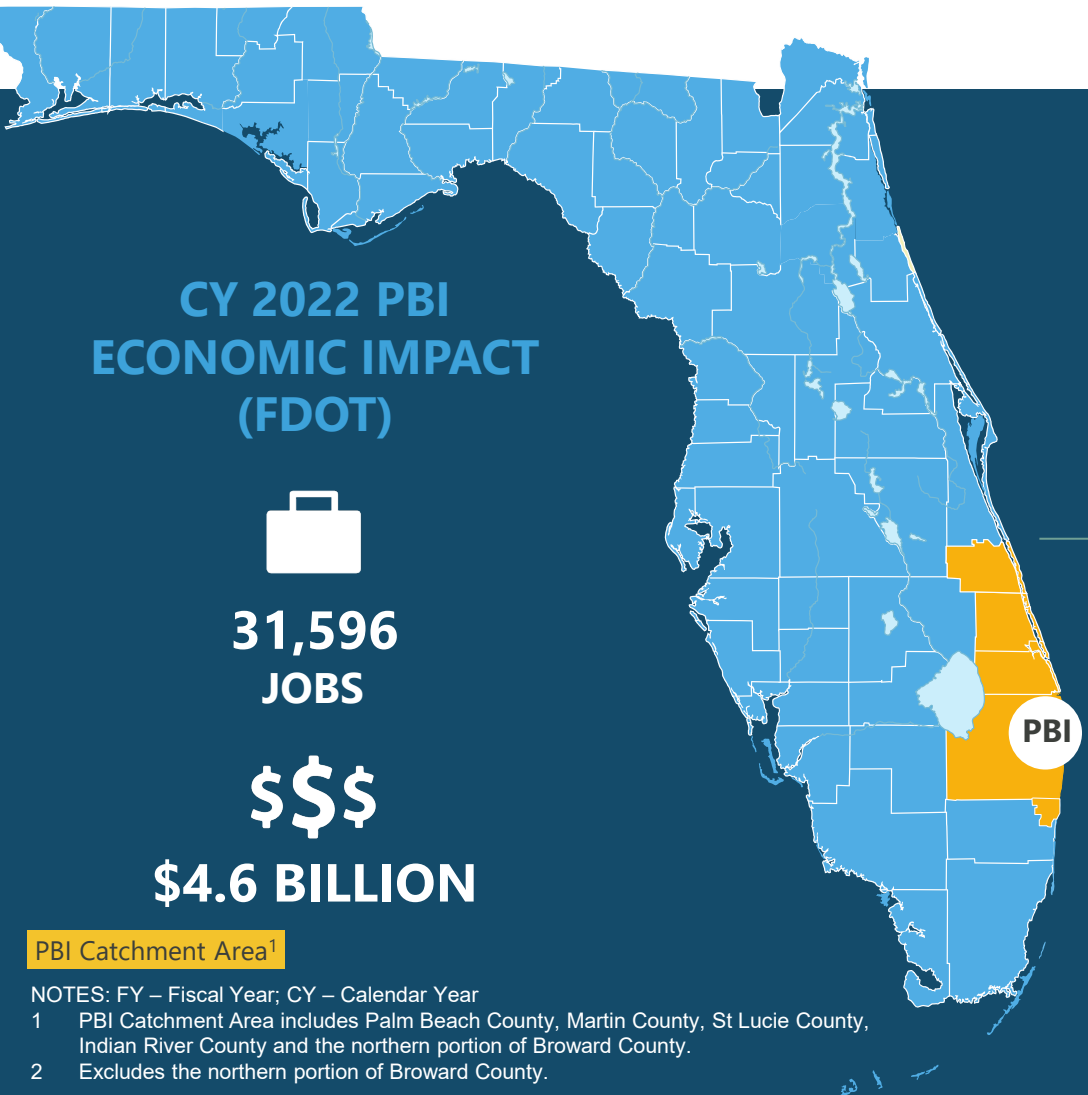 CY 2022 PBI
ECONOMIC IMPACT
(FDOT)
31,596
JOBS
PBI
$$$
$4.6 BILLION
PBI Catchment Area¹
NOTES: FY – Fiscal Year; CY – Calendar Year
1 PBI Catchment Area includes Palm Beach County, Martin County, St Lucie County,
Indian River County and the northern portion of Broward County.
2 Excludes the northern portion of Broward County.